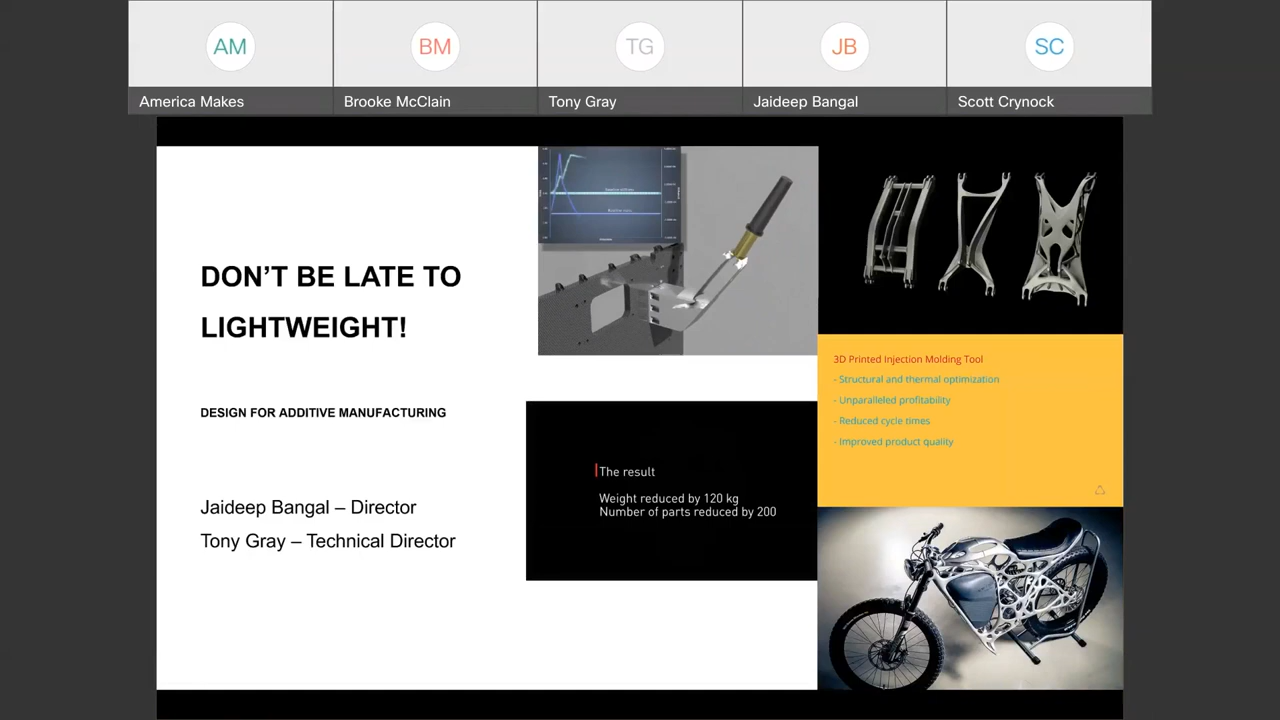 AM
BM
TG
JB
SC
America Makes
Brooke McClain
Tony Gray
Jaideep Bangal
Scott Crynock
DON'T BE LATE TO
LIGHTWEIGHT!
DESIGN FOR ADDITIVE MANUFACTURING
Jaideep Bangal – Director
Tony Gray – Technical Director
The result
Weight reduced by 120 kg
Number of parts reduced by 200
3D Printed Injection Molding Tool
- Structural and thermal optimization
- Unparalleled profitability
- Reduced cycle times
- Improved product quality